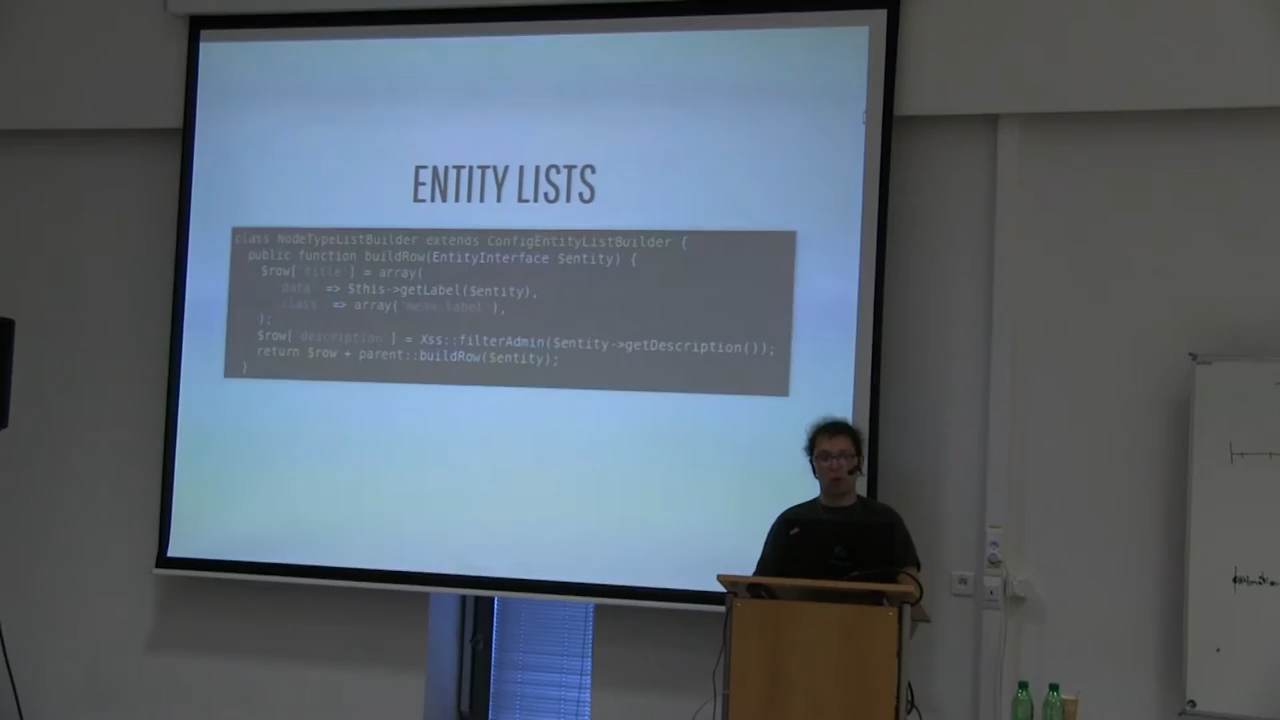 ENTITY LISTS
class NodeTypeListBuilder extends ConfigEntityListBuilder {
public function buildRow(EntityInterface $entity) {
$row['title'] = array(
'data' => $this->getLabel($entity),
'class' => array('menu-label'),
);
$row['description'] = Xss::filterAdmin($entity->getDescription());
return $row + parent::buildRow($entity);
}